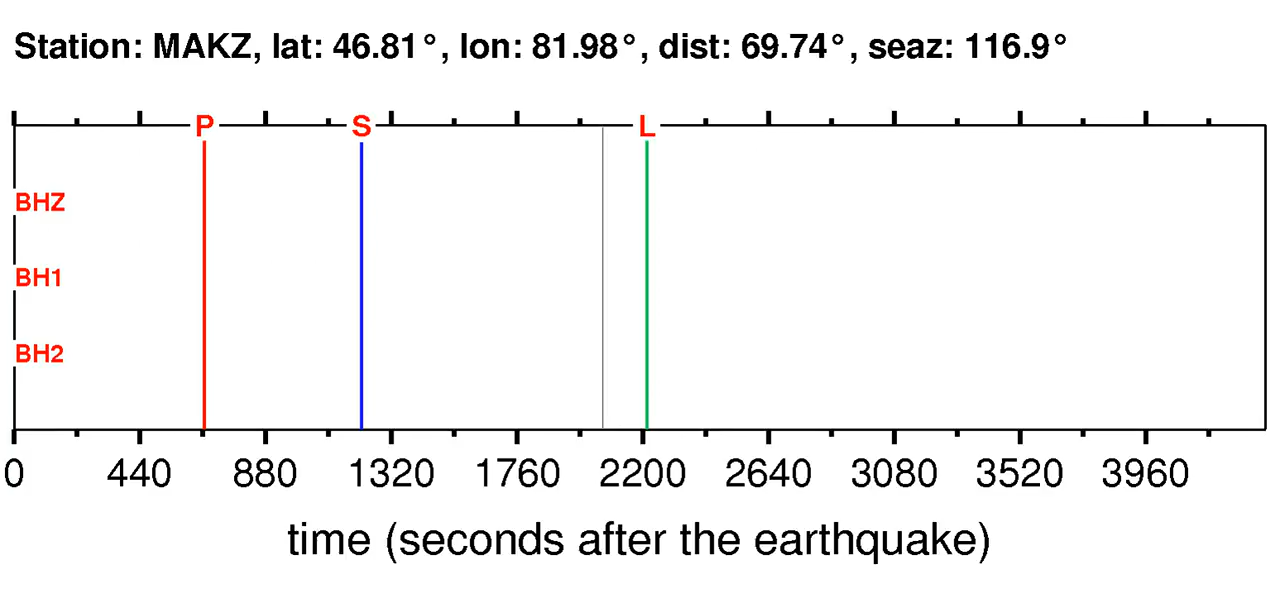 Station: MAKZ, lat: 46.81°, lon: 81.98°, dist: 69.74°, seaz: 116.9°
P S L
BHZ
BH1
BH2
0 440 880 1320 1760 2200 2640 3080 3520 3960
time (seconds after the earthquake)